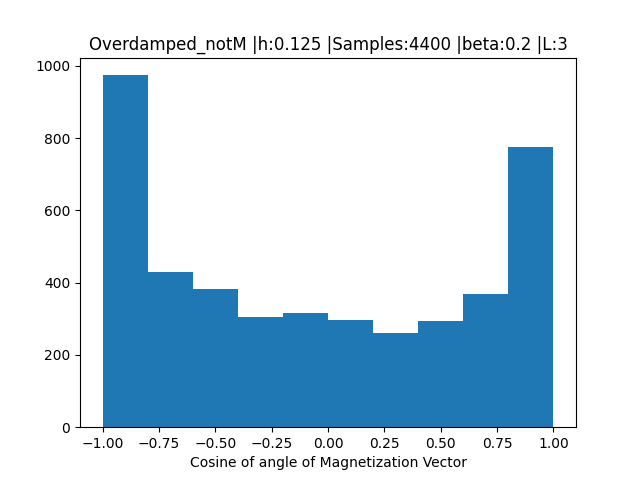 Overdamped_notM |h:0.125 |Samples:4400 |beta:0.2 |L:3
1000
800
600
400
200
0
−1.00 −0.75 −0.50 −0.25 0.00 0.25 0.50 0.75 1.00
Cosine of angle of Magnetization Vector